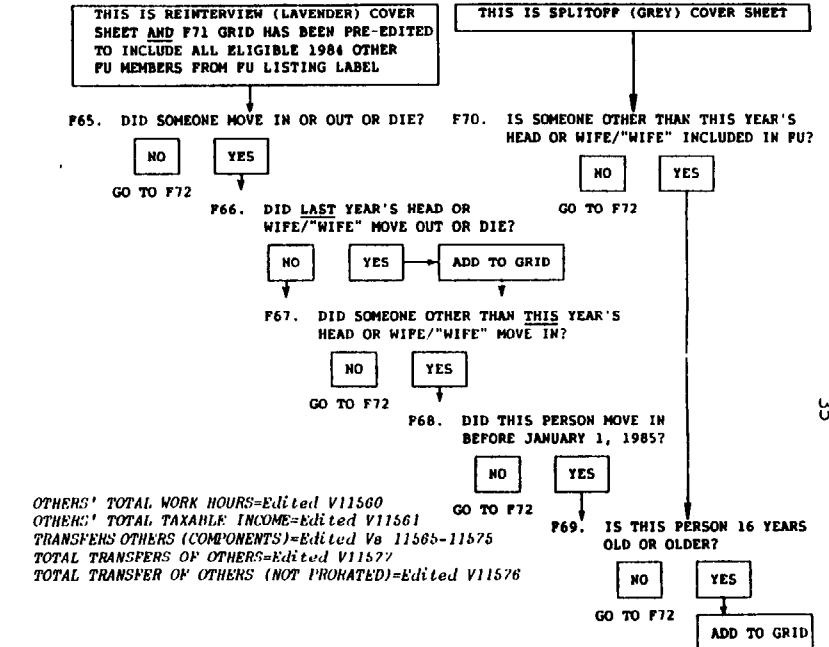 THIS IS REINTERVIEW (LAVENDER) COVER
SHEET AND F71 GRID HAS BEEN PRE-EDITED
TO INCLUDE ALL ELIGIBLE 1984 OTHER
FU MEMBERS FROM FU LISTING LABEL
THIS IS SPLITOFF (GREY) COVER SHEET
F65. DID SOMEONE MOVE IN OR OUT OR DIE?
NO YES
GO TO F72
F70. IS SOMEONE OTHER THAN THIS YEAR'S
HEAD OR WIFE/"WIFE" INCLUDED IN FU?
NO YES
GO TO F72
F66. DID LAST YEAR'S HEAD OR
WIFE/"WIFE" MOVE OUT OR DIE?
NO YES ADD TO GRID
F67. DID SOMEONE OTHER THAN THIS YEAR'S
HEAD OR WIFE/"WIFE" MOVE IN?
NO YES
GO TO F72
F68. DID THIS PERSON MOVE IN
BEFORE JANUARY 1, 1985?
NO YES
GO TO F72
F69. IS THIS PERSON 16 YEARS
OLD OR OLDER?
NO YES
GO TO F72
ADD TO GRID
OTHERS' TOTAL WORK HOURS=Edited V11560
OTHERS' TOTAL TAXABLE INCOME=Edited V11561
TRANSFERS OTHERS (COMPONENTS)=Edited Vs 11565-11575
TOTAL TRANSFERS OF OTHERS=Edited V11577
TOTAL TRANSFER OF OTHERS (NOT PRORATED)=Edited V11576
35